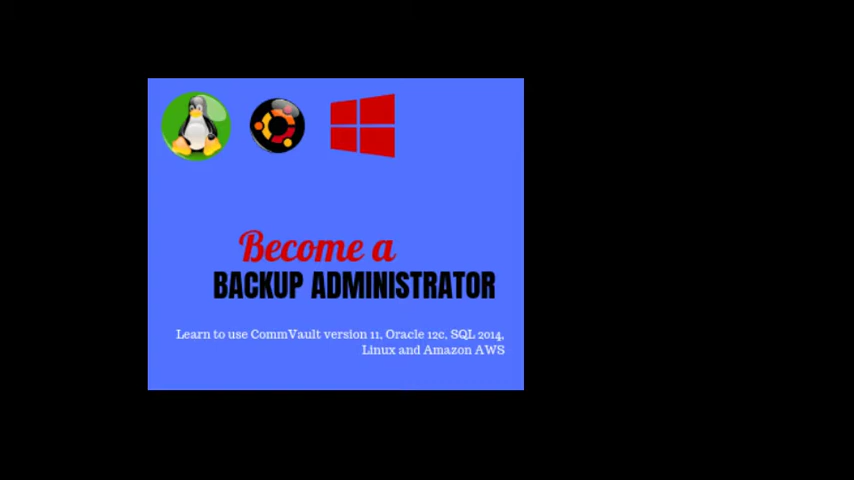 Become a
BACKUP ADMINISTRATOR
Learn to use CommVault version 11, Oracle 12c, SQL 2014,
Linux and Amazon AWS